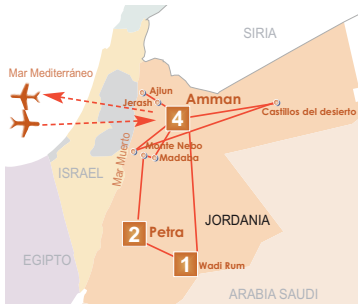 SIRIA
Mar Mediterráneo
Ajlun
Jerash
Amman
4
Castillos del desierto
Monte Nebo
Madaba
Mar Muerto
ISRAEL
JORDANIA
2
Petra
1
Wadi Rum
EGIPTO
ARABIA SAUDI